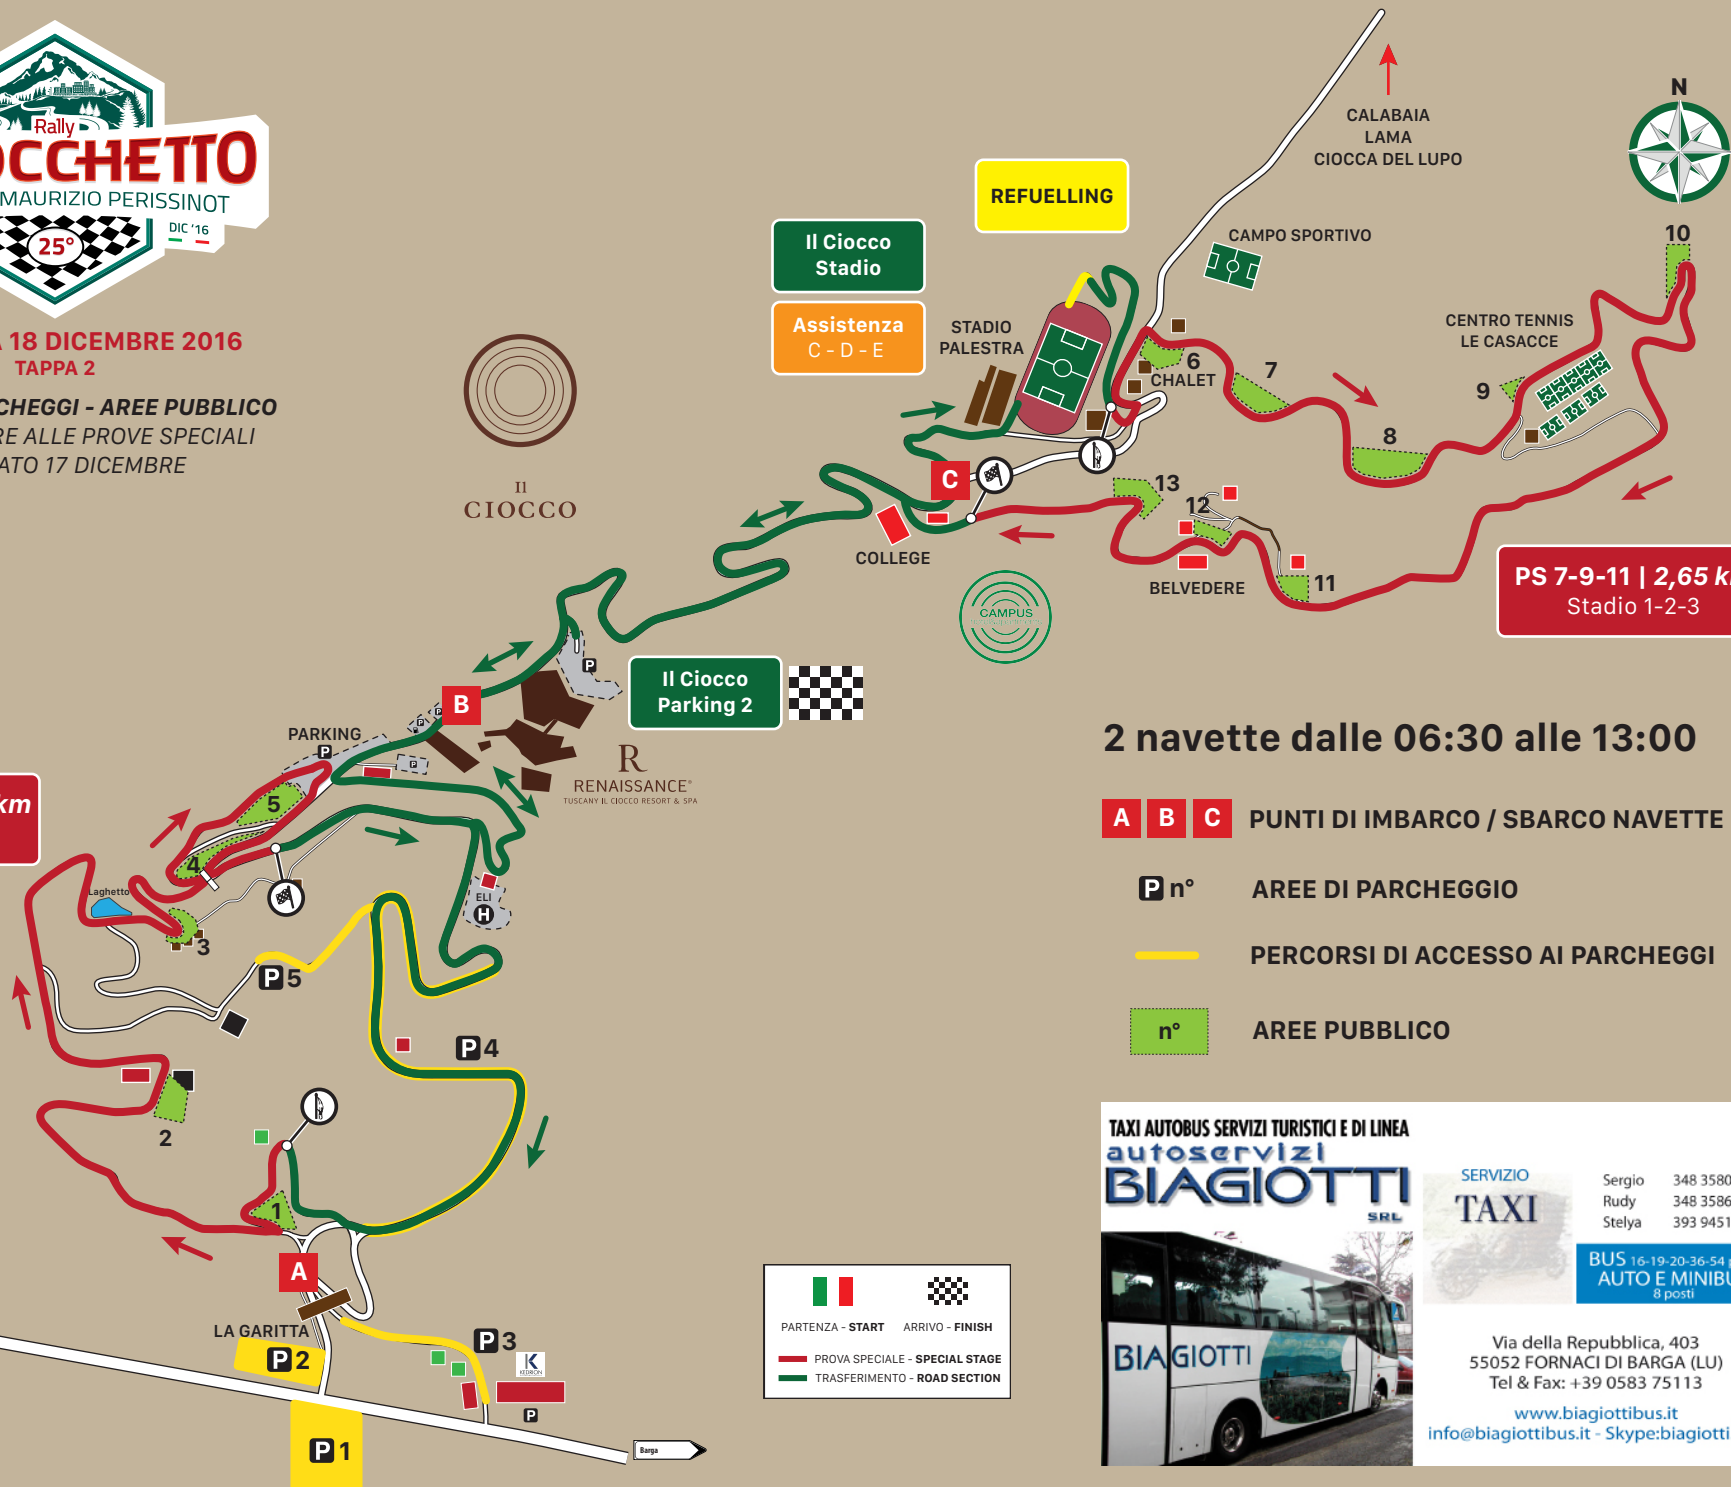 Rally
OCCHETTO
MAURIZIO PERISSINOT
DIC '16
25°
A 18 DICEMBRE 2016
TAPPA 2
CHEGGI - AREE PUBBLICO
RE ALLE PROVE SPECIALI
ATO 17 DICEMBRE
Il
CIOCCO
REFUELLING
Il Ciocco
Stadio
Assistenza
C - D - E
STADIO
PALESTRA
CALABAIA
LAMA
CIOCCA DEL LUPO
N
CAMPO SPORTIVO
10
CENTRO TENNIS
LE CASACCE
6
CHALET
7
9
8
C
13
12
COLLEGE
BELVEDERE
11
CAMPUS
PS 7-9-11 | 2,65 k
Stadio 1-2-3
P
Il Ciocco
Parking 2
B
P
P
PARKING
P
P
R
RENAISSANCE®
TUSCANY IL CIOCCO RESORT & SPA
km
5
4
Laghetto
3
ELI
H
P 5
P 4
2
1
A
LA GARITTA
P 2
P 3
K
KEDRION
P
P 1
Barga
2 navette dalle 06:30 alle 13:00
A B C PUNTI DI IMBARCO / SBARCO NAVETTE
P n° AREE DI PARCHEGGIO
PERCORSI DI ACCESSO AI PARCHEGGI
n° AREE PUBBLICO
PARTENZA - START
ARRIVO - FINISH
PROVA SPECIALE - SPECIAL STAGE
TRASFERIMENTO - ROAD SECTION
TAXI AUTOBUS SERVIZI TURISTICI E DI LINEA
autoservizi
BIAGIOTTI
SRL
BIAGIOTTI
SERVIZIO
TAXI
Sergio 348 3580
Rudy 348 3586
Stelya 393 9451
BUS 16-19-20-36-54 p
AUTO E MINIBU
8 posti
Via della Repubblica, 403
55052 FORNACI DI BARGA (LU)
Tel & Fax: +39 0583 75113
www.biagiottibus.it
info@biagiottibus.it - Skype:biagiotti